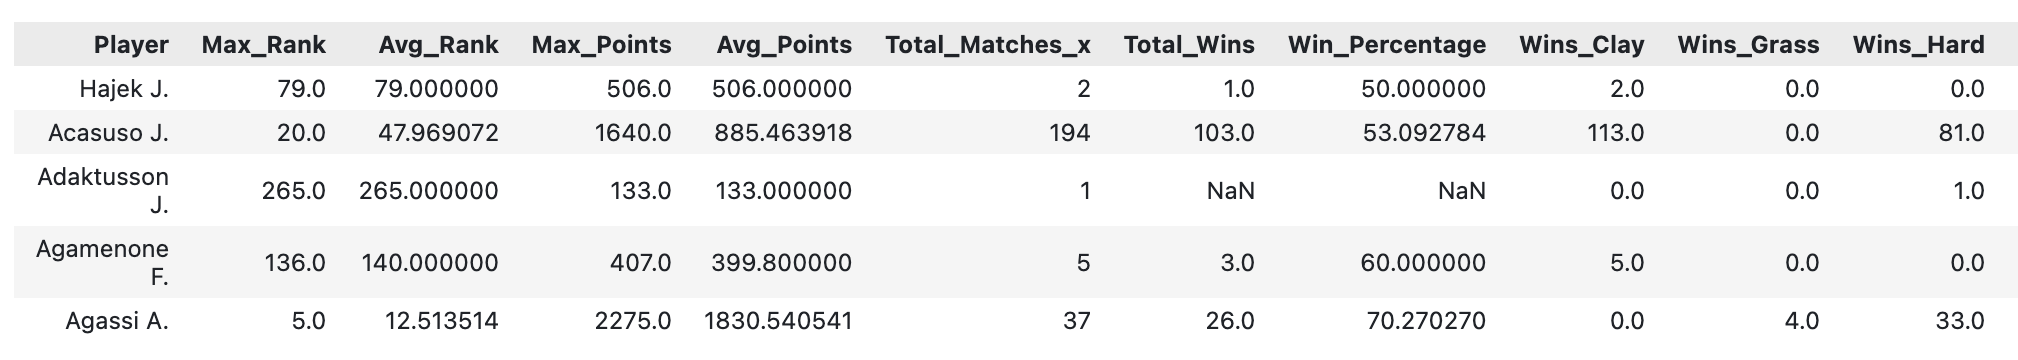 Player Max_Rank Avg_Rank Max_Points Avg_Points Total_Matches_x Total_Wins Win_Percentage Wins_Clay Wins_Grass Wins_Hard
Hajek J. 79.0 79.000000 506.0 506.000000 2 1.0 50.000000 2.0 0.0 0.0
Acasuso J. 20.0 47.969072 1640.0 885.463918 194 103.0 53.092784 113.0 0.0 81.0
Adaktusson
J. 265.0 265.000000 133.0 133.000000 1 NaN NaN 0.0 0.0 1.0
Agamenone
F. 136.0 140.000000 407.0 399.800000 5 3.0 60.000000 5.0 0.0 0.0
Agassi A. 5.0 12.513514 2275.0 1830.540541 37 26.0 70.270270 0.0 4.0 33.0